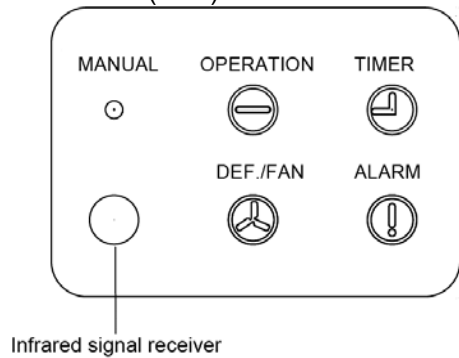 MANUAL OPERATION TIMER
DEF./FAN ALARM
Infrared signal receiver